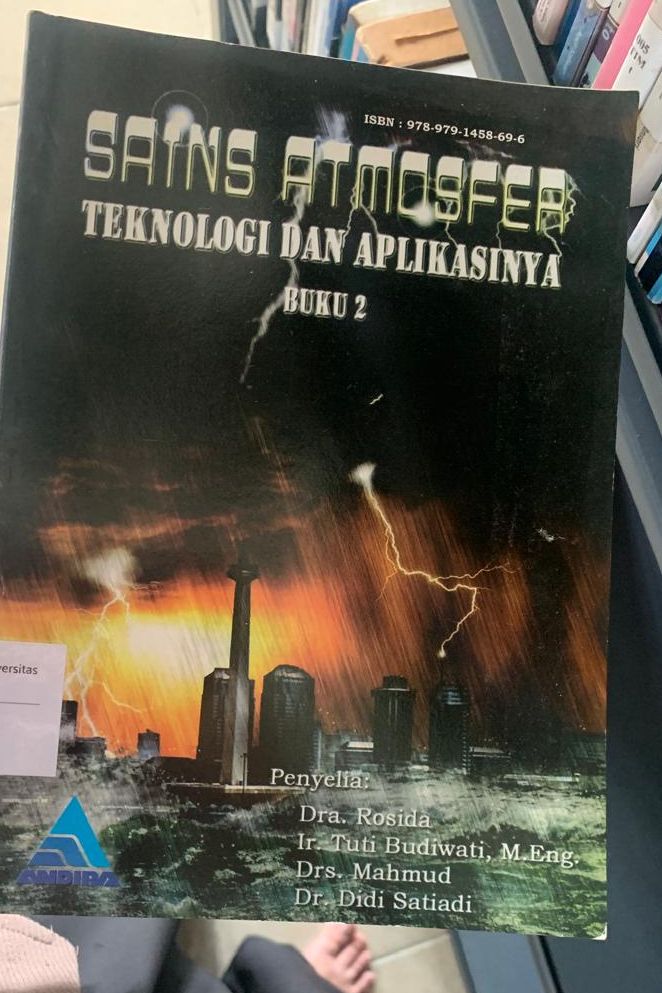 ISBN : 978-979-1458-69-6
SAINS ATMOSFER
TEKNOLOGI DAN APLIKASINYA
BUKU 2
versitas
Penyelia:
Dra. Rosida
Ir. Tuti Budiwati, M.Eng.
Drs. Mahmud
Dr. Didi Satiadi
ANDIRA
005